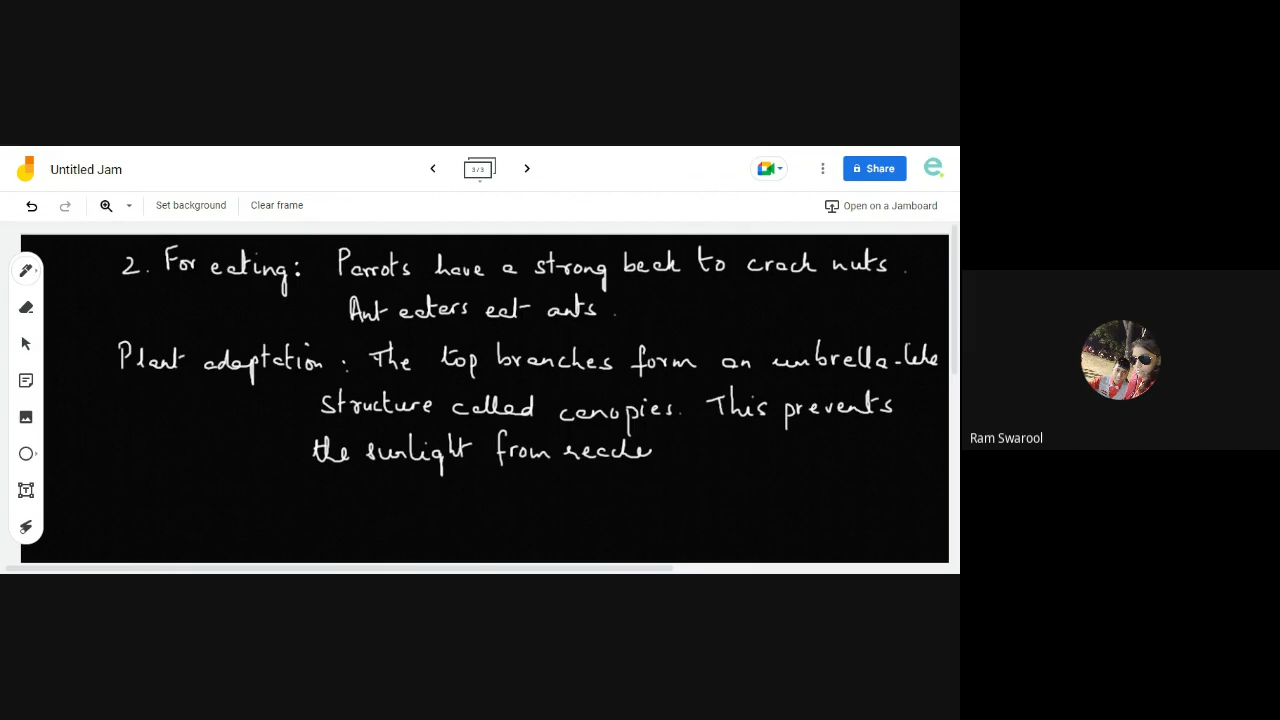 Untitled Jam
3/3
Share
e
Set background
Clear frame
Open on a Jamboard
2. For eating: Parrots have a strong beak to crack nuts.
Ant eaters eat ants.
Plant adaptation: The top branches form an umbrella-like
structure called canopies. This prevents
the sunlight from reache
Ram Swarool